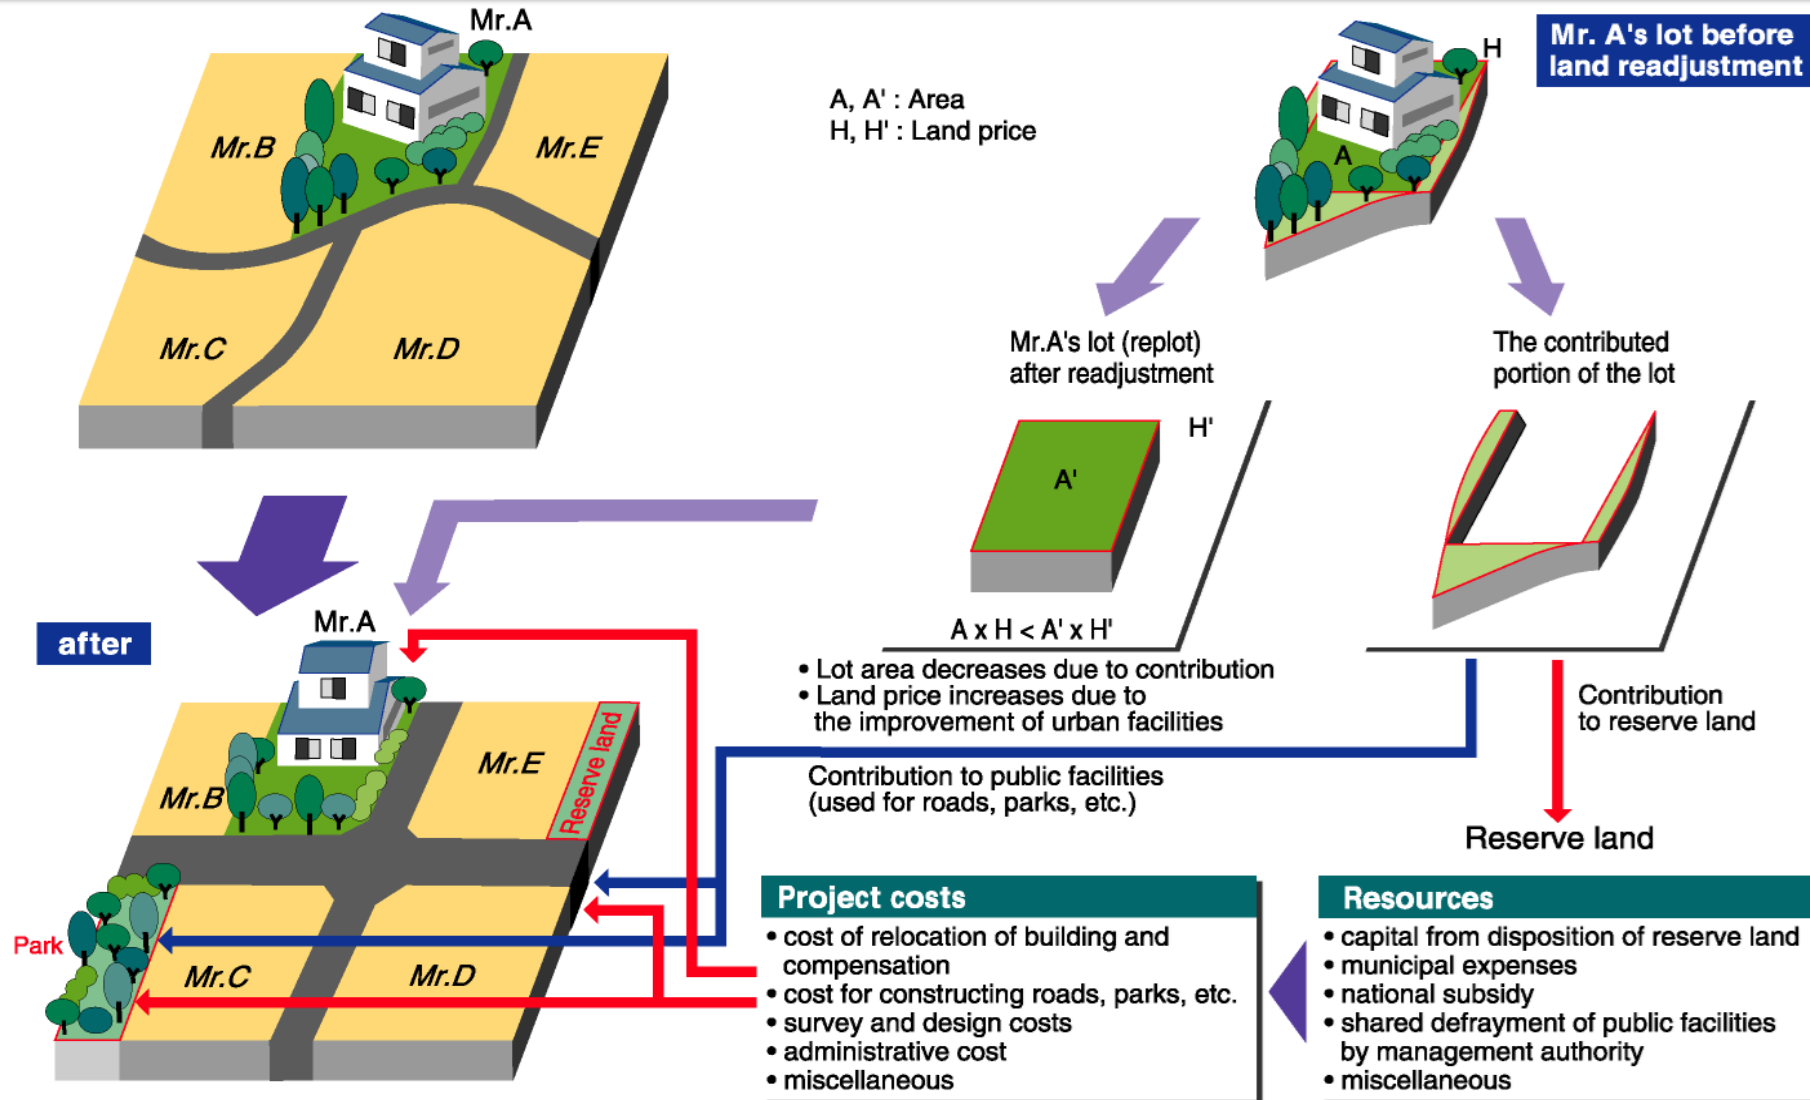 Mr.A
Mr.B
Mr.E
Mr.C
Mr.D
A, A' : Area
H, H' : Land price
H
A
Mr. A's lot before
land readjustment
Mr.A's lot (replot)
after readjustment
The contributed
portion of the lot
A'
H'
A x H < A' x H'
• Lot area decreases due to contribution
• Land price increases due to
the improvement of urban facilities
Contribution
to reserve land
Contribution to public facilities
(used for roads, parks, etc.)
Reserve land
after
Mr.A
Mr.B
Mr.E
Reserve land
Park
Mr.C
Mr.D
Project costs
• cost of relocation of building and
compensation
• cost for constructing roads, parks, etc.
• survey and design costs
• administrative cost
• miscellaneous
Resources
• capital from disposition of reserve land
• municipal expenses
• national subsidy
• shared defrayment of public facilities
by management authority
• miscellaneous